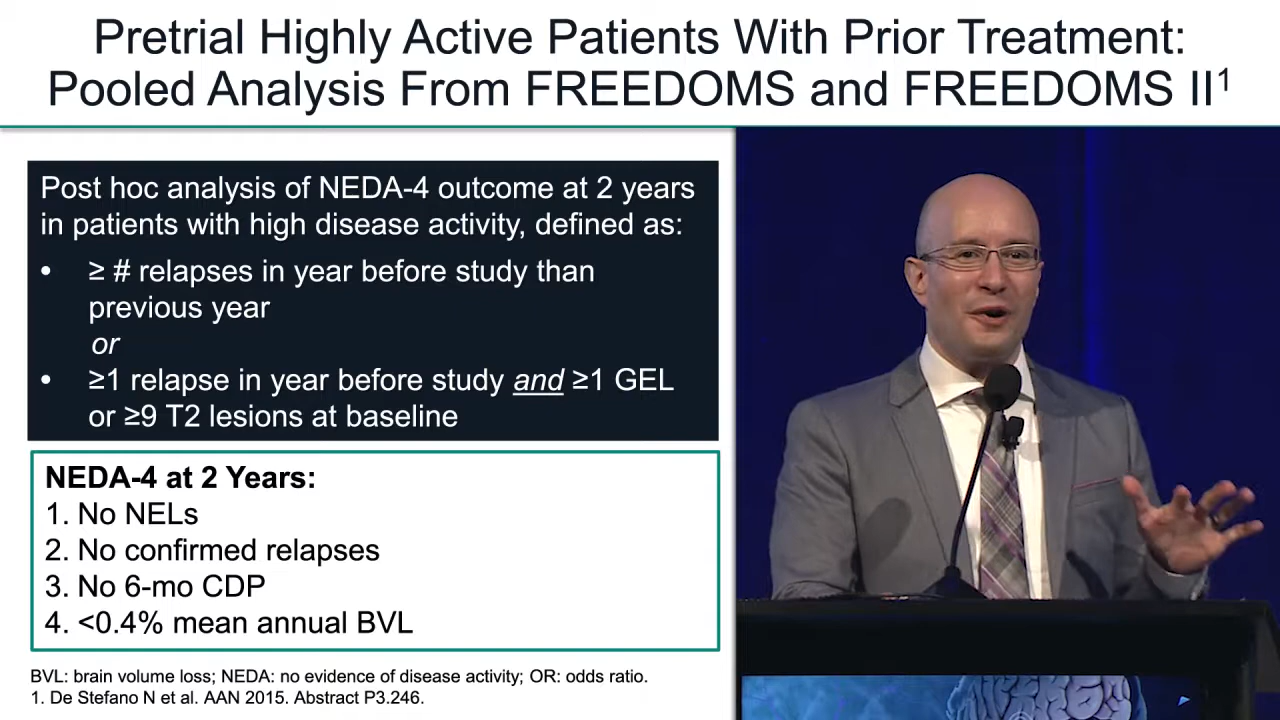 Pretrial Highly Active Patients With Prior Treatment:
Pooled Analysis From FREEDOMS and FREEDOMS II¹
Post hoc analysis of NEDA-4 outcome at 2 years
in patients with high disease activity, defined as:
• ≥ # relapses in year before study than
previous year
or
• ≥1 relapse in year before study and ≥1 GEL
or ≥9 T2 lesions at baseline
NEDA-4 at 2 Years:
1. No NELs
2. No confirmed relapses
3. No 6-mo CDP
4. <0.4% mean annual BVL
BVL: brain volume loss; NEDA: no evidence of disease activity; OR: odds ratio.
1. De Stefano N et al. AAN 2015. Abstract P3.246.